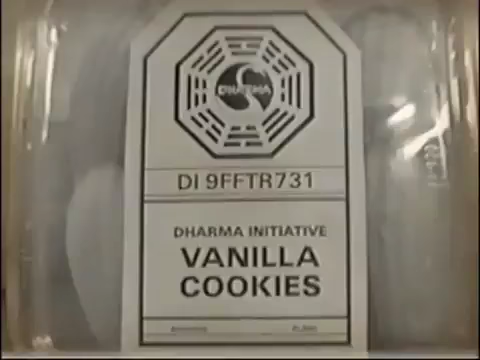 DHARMA
DI 9FFTR731
DHARMA INITIATIVE
VANILLA
COOKIES